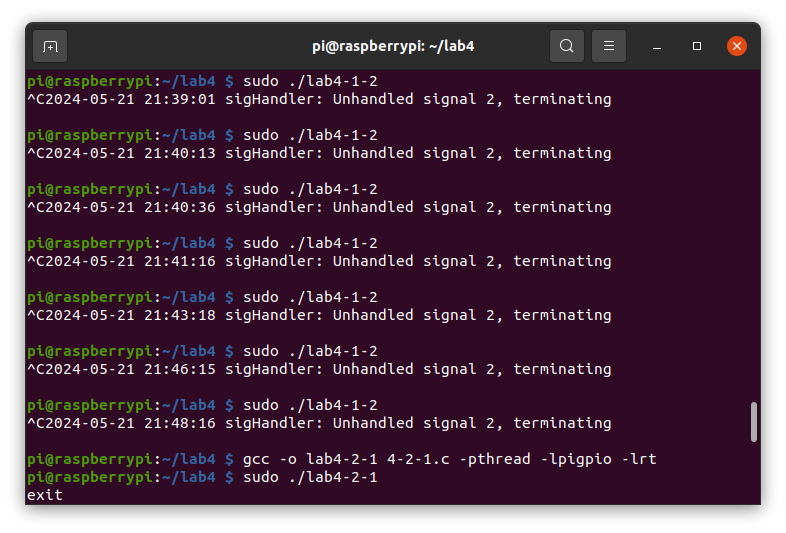 pi@raspberrypi: ~/lab4
pi@raspberrypi:~/lab4 $ sudo ./lab4-1-2
^C2024-05-21 21:39:01 sigHandler: Unhandled signal 2, terminating
pi@raspberrypi:~/lab4 $ sudo ./lab4-1-2
^C2024-05-21 21:40:13 sigHandler: Unhandled signal 2, terminating
pi@raspberrypi:~/lab4 $ sudo ./lab4-1-2
^C2024-05-21 21:40:36 sigHandler: Unhandled signal 2, terminating
pi@raspberrypi:~/lab4 $ sudo ./lab4-1-2
^C2024-05-21 21:41:16 sigHandler: Unhandled signal 2, terminating
pi@raspberrypi:~/lab4 $ sudo ./lab4-1-2
^C2024-05-21 21:43:18 sigHandler: Unhandled signal 2, terminating
pi@raspberrypi:~/lab4 $ sudo ./lab4-1-2
^C2024-05-21 21:46:15 sigHandler: Unhandled signal 2, terminating
pi@raspberrypi:~/lab4 $ sudo ./lab4-1-2
^C2024-05-21 21:48:16 sigHandler: Unhandled signal 2, terminating
pi@raspberrypi:~/lab4 $ gcc -o lab4-2-1 4-2-1.c -pthread -lpigpio -lrt
pi@raspberrypi:~/lab4 $ sudo ./lab4-2-1
exit